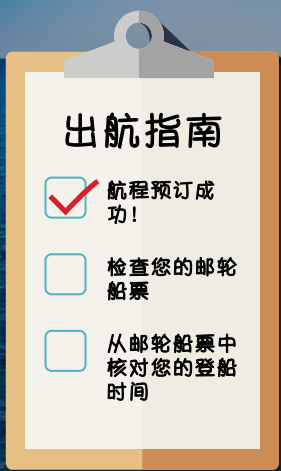 出航指南
航程预订成
功！
检查您的邮轮
船票
从邮轮船票中
核对您的登船
时间